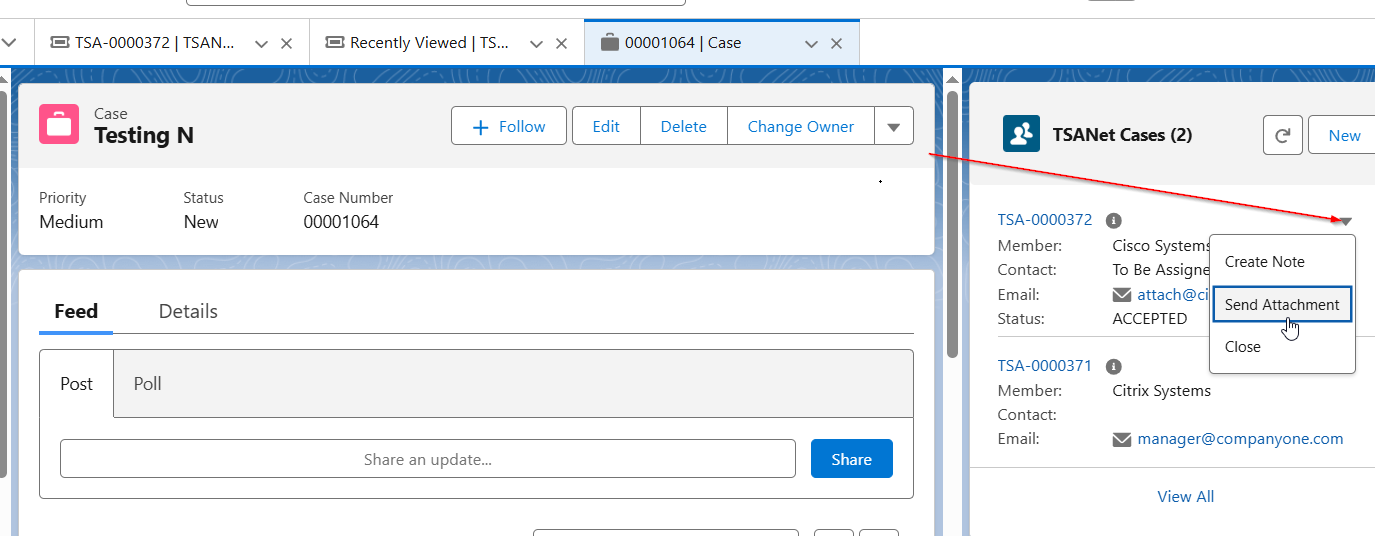 TSA-0000372 | TSAN...
Recently Viewed | TS...
00001064 | Case
Case
Testing N
Follow
Edit
Delete
Change Owner
Priority
Status
Case Number
Medium
New
00001064
Feed
Details
Post
Poll
Share an update...
Share
TSANet Cases (2)
New
TSA-0000372
Member: Cisco Systems
Contact: To Be Assigne
Email: attach@ci
Status: ACCEPTED
Create Note
Send Attachment
Close
TSA-0000371
Member: Citrix Systems
Contact:
Email: manager@companyone.com
View All